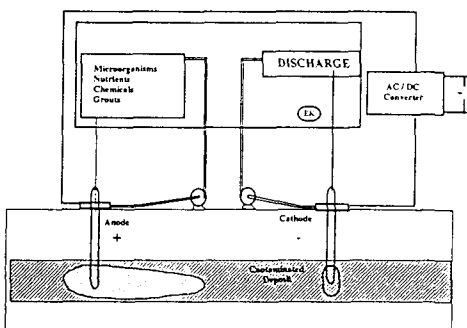 Microorganisms
Nutrients
Chemicals
Grouts
DISCHARGE
EK
AC / DC
Converter
Anode
+
Cathode
-
Contaminated
Deposit